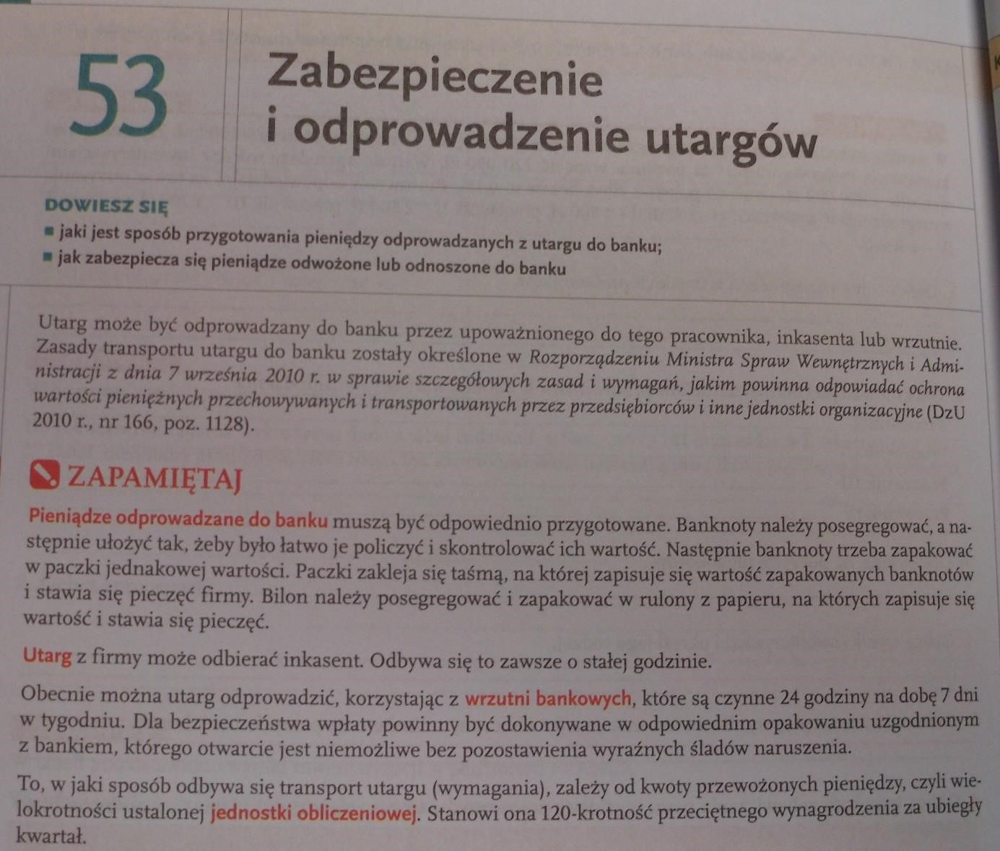 53
Zabezpieczenie
i odprowadzenie utargów
DOWIESZ SIĘ
▪ jaki jest sposób przygotowania pieniędzy odprowadzanych z utargu do banku;
▪ jak zabezpiecza się pieniądze odwożone lub odnoszone do banku
Utarg może być odprowadzany do banku przez upoważnionego do tego pracownika, inkasenta lub wrzutnie.
Zasady transportu utargu do banku zostały określone w Rozporządzeniu Ministra Spraw Wewnętrznych i Admi-
nistracji z dnia 7 września 2010 r. w sprawie szczegółowych zasad i wymagań, jakim powinna odpowiadać ochrona
wartości pieniężnych przechowywanych i transportowanych przez przedsiębiorców i inne jednostki organizacyjne (DzU
2010 r., nr 166, poz. 1128).
ZAPAMIĘTAJ
Pieniądze odprowadzane do banku muszą być odpowiednio przygotowane. Banknoty należy posegregować, a na-
stępnie ułożyć tak, żeby było łatwo je policzyć i skontrolować ich wartość. Następnie banknoty trzeba zapakować
w paczki jednakowej wartości. Paczki zakleja się taśmą, na której zapisuje się wartość zapakowanych banknotów
i stawia się pieczęć firmy. Bilon należy posegregować i zapakować w rulony z papieru, na których zapisuje się
wartość i stawia się pieczęć.
Utarg z firmy może odbierać inkasent. Odbywa się to zawsze o stałej godzinie.
Obecnie można utarg odprowadzić, korzystając z wrzutni bankowych, które są czynne 24 godziny na dobę 7 dni
w tygodniu. Dla bezpieczeństwa wpłaty powinny być dokonywane w odpowiednim opakowaniu uzgodnionym
z bankiem, którego otwarcie jest niemożliwe bez pozostawienia wyraźnych śladów naruszenia.
To, w jaki sposób odbywa się transport utargu (wymagania), zależy od kwoty przewożonych pieniędzy, czyli wie-
lokrotności ustalonej jednostki obliczeniowej. Stanowi ona 120-krotność przeciętnego wynagrodzenia za ubiegły
kwartał.